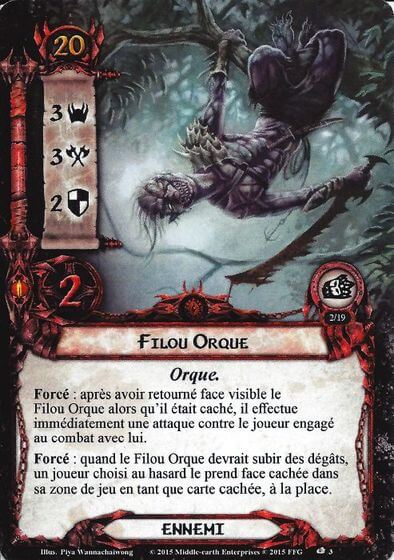 20
3
3
2
2
2/19
Filou Orque
Orque.
Forcé : après avoir retourné face visible le
Filou Orque alors qu'il était caché, il effectue
immédiatement une attaque contre le joueur engagé
au combat avec lui.
Forcé : quand le Filou Orque devrait subir des dégâts,
un joueur choisi au hasard le prend face cachée dans
sa zone de jeu en tant que carte cachée, à la place.
ENNEMI
Illus. Piya Wannachaiwong © 2015 Middle-earth Enterprises © 2015 FFG 3